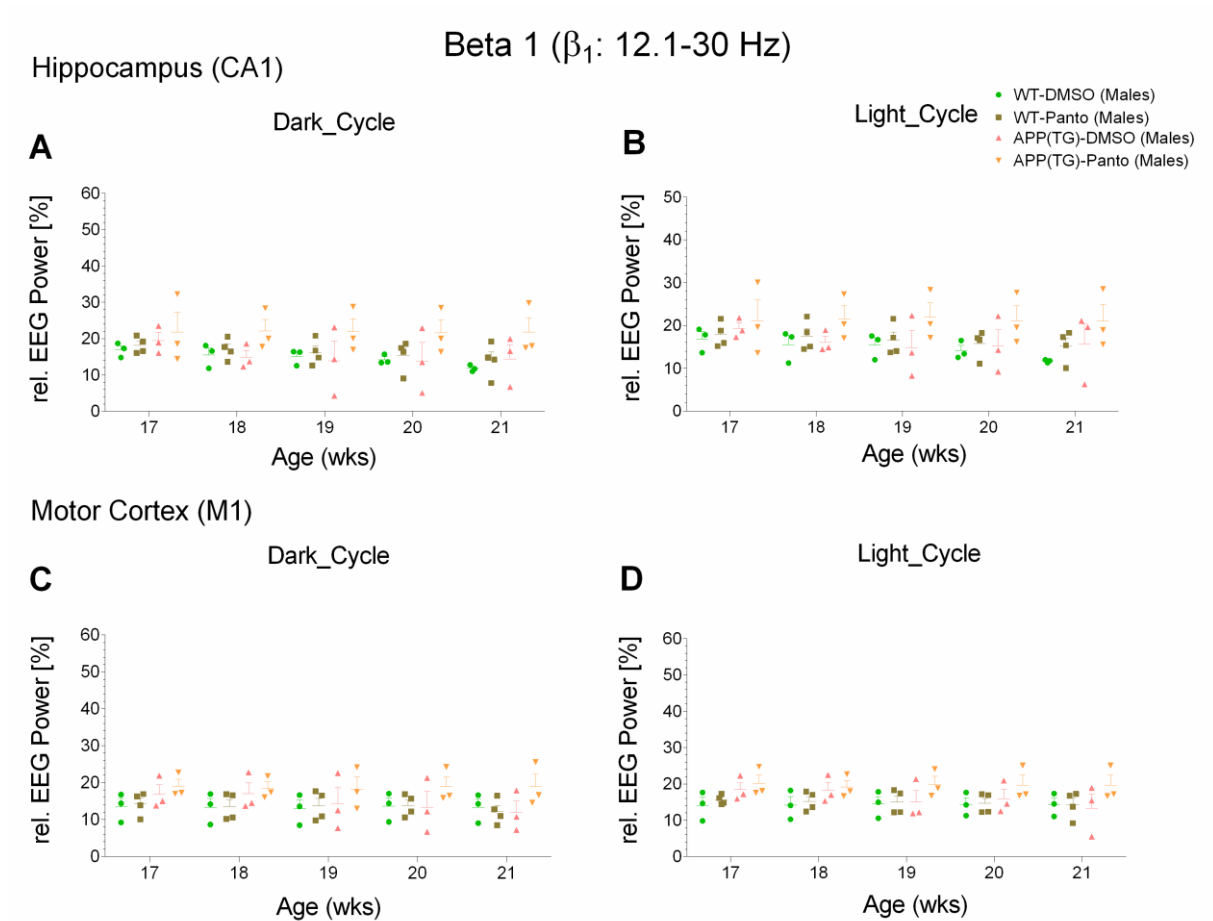 Beta 1 (β1: 12.1-30 Hz)
Hippocampus (CA1)
WT-DMSO (Males)
WT-Panto (Males)
APP(TG)-DMSO (Males)
APP(TG)-Panto (Males)
A
Dark_Cycle
rel. EEG Power [%]
60
50
40
30
20
10
0
17 18 19 20 21
Age (wks)
B
Light_Cycle
rel. EEG Power [%]
50
40
30
20
10
0
17 18 19 20 21
Age (wks)
Motor Cortex (M1)
C
Dark_Cycle
rel. EEG Power [%]
60
50
40
30
20
10
0
17 18 19 20 21
Age (wks)
D
Light_Cycle
rel. EEG Power [%]
60
50
40
30
20
10
0
17 18 19 20 21
Age (wks)